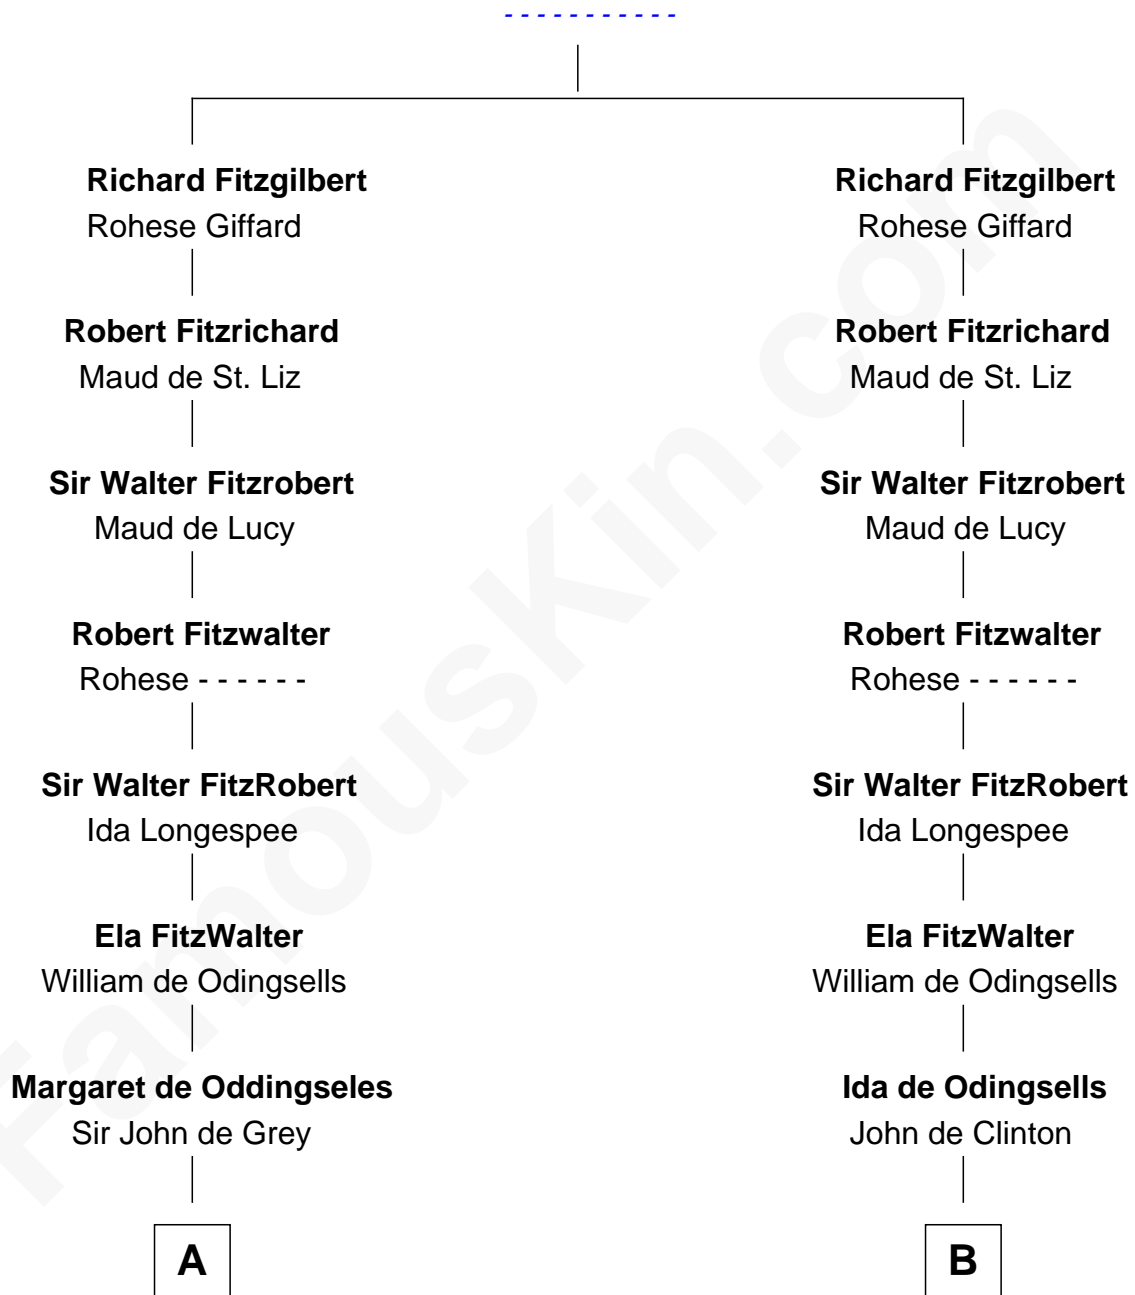 - - - - - - - - - - -
Richard Fitzgilbert
Rohese Giffard
Robert Fitzrichard
Maud de St. Liz
Sir Walter Fitzrobert
Maud de Lucy
Robert Fitzwalter
Rohese - - - - - -
Sir Walter FitzRobert
Ida Longespee
Ela FitzWalter
William de Odingsells
Margaret de Oddingseles
Sir John de Grey
A
Richard Fitzgilbert
Rohese Giffard
Robert Fitzrichard
Maud de St. Liz
Sir Walter Fitzrobert
Maud de Lucy
Robert Fitzwalter
Rohese - - - - - -
Sir Walter FitzRobert
Ida Longespee
Ela FitzWalter
William de Odingsells
Ida de Odingsells
John de Clinton
B
FamousKin.com